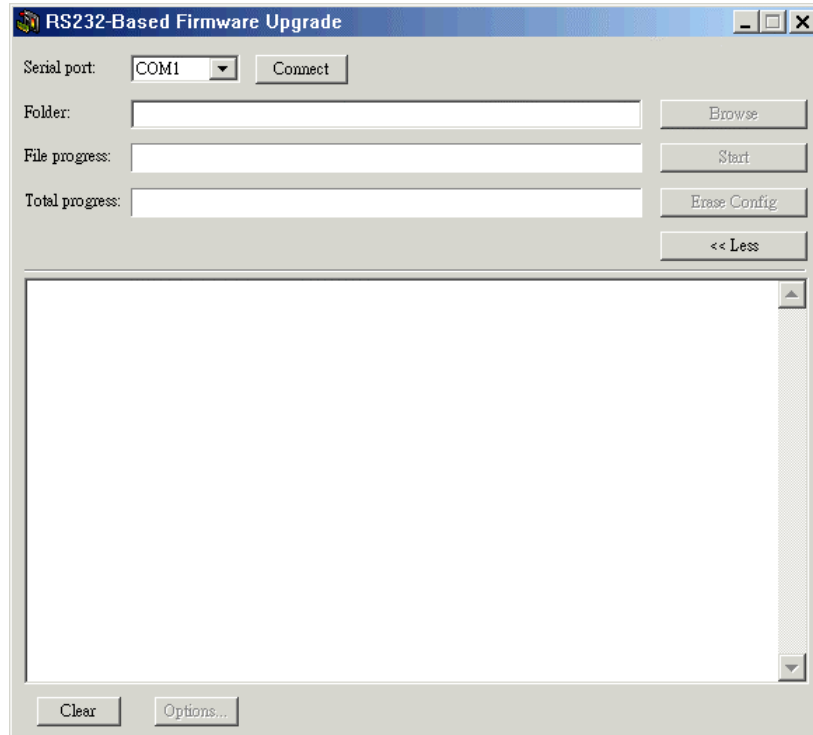 RS232-Based Firmware Upgrade
Serial port: COM1 Connect
Folder: Browse
File progress: Start
Total progress: Erase Config
<< Less
Clear Options...